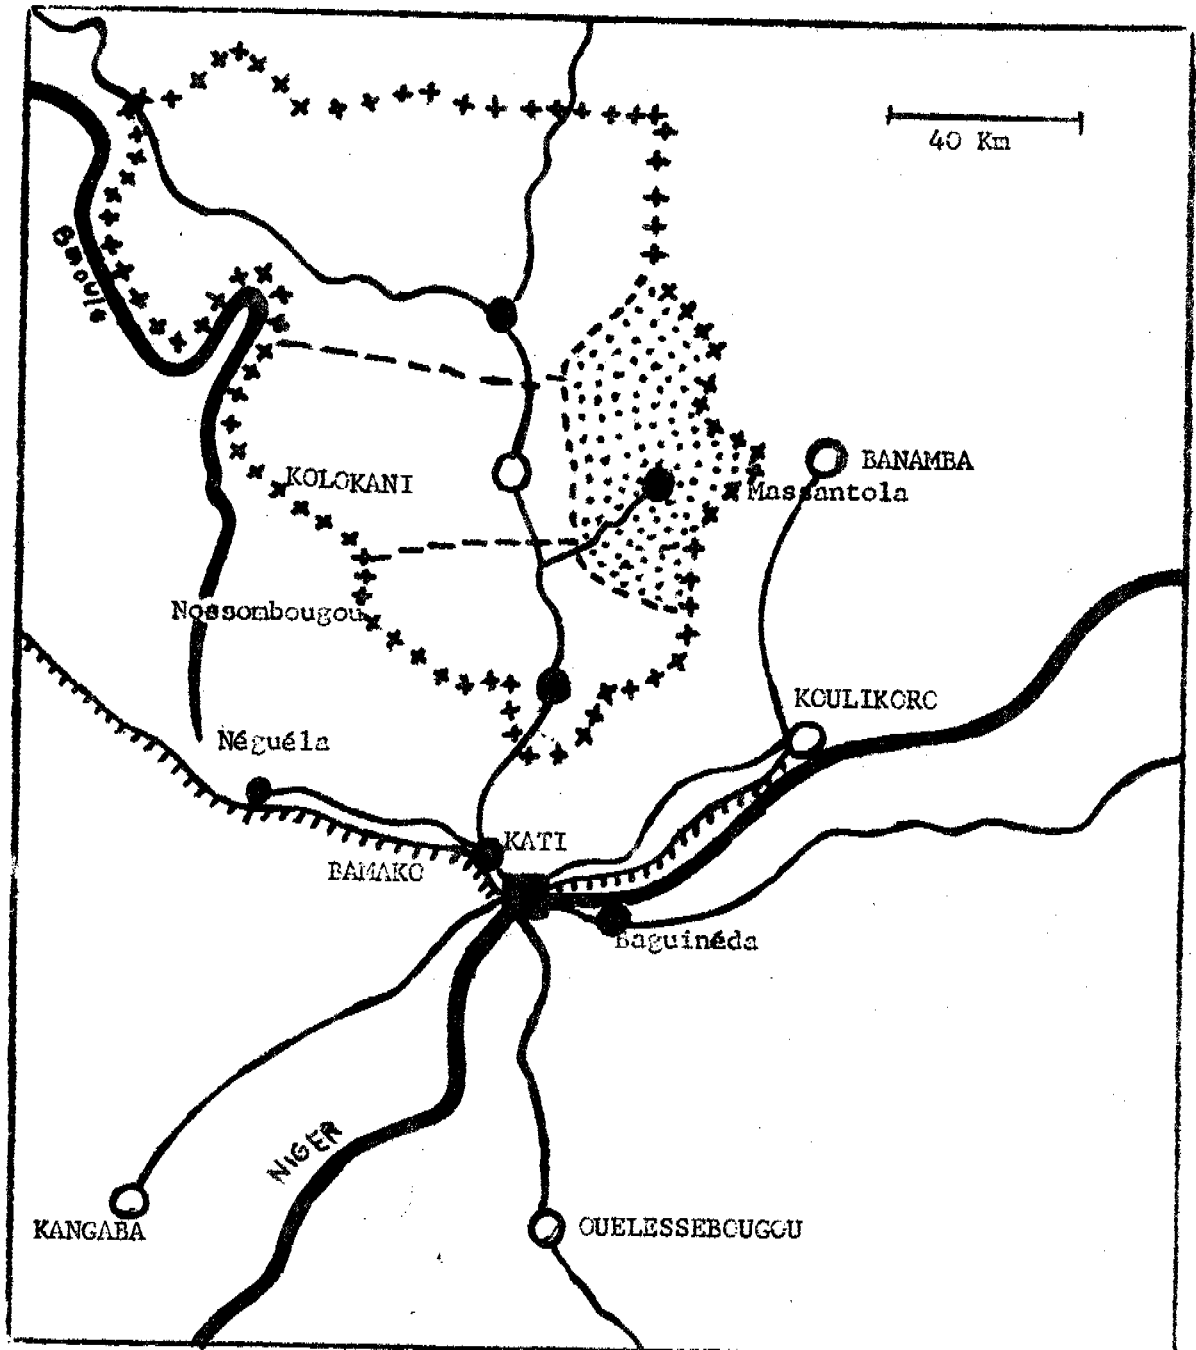 40 Km
Baoulé
KOLOKANI
BANAMBA
Massantola
Nossombougou
KOULIKORO
Néguéla
KATI
BAMAKO
Baguinéda
NIGER
KANGABA
OUELESSEBOUGOU